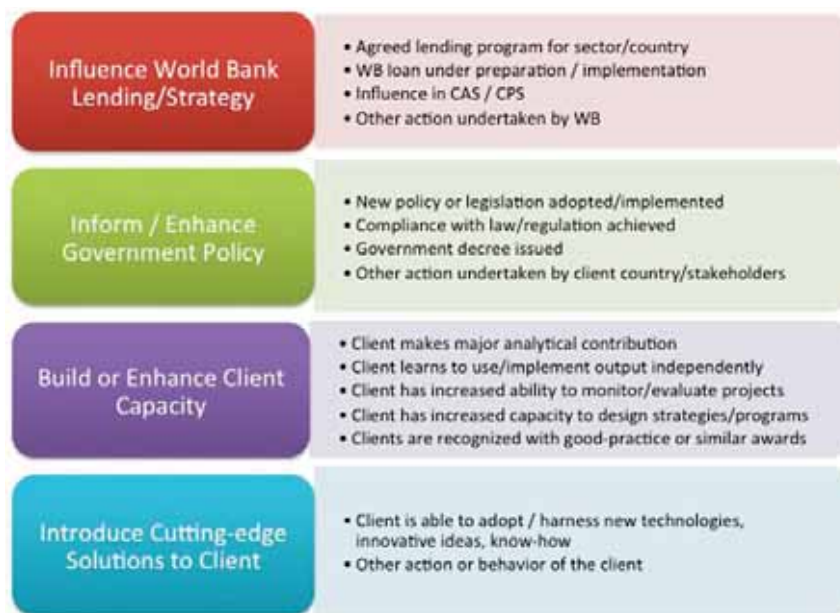 Influence World Bank
Lending/Strategy
• Agreed lending program for sector/country
• WB loan under preparation / implementation
• Influence in CAS / CPS
• Other action undertaken by WB
Inform / Enhance
Government Policy
• New policy or legislation adopted/implemented
• Compliance with law/regulation achieved
• Government decree issued
• Other action undertaken by client country/stakeholders
Build or Enhance Client
Capacity
• Client makes major analytical contribution
• Client learns to use/implement output independently
• Client has increased ability to monitor/evaluate projects
• Client has increased capacity to design strategies/programs
• Clients are recognized with good-practice or similar awards
Introduce Cutting-edge
Solutions to Client
• Client is able to adopt / harness new technologies,
innovative ideas, know-how
• Other action or behavior of the client